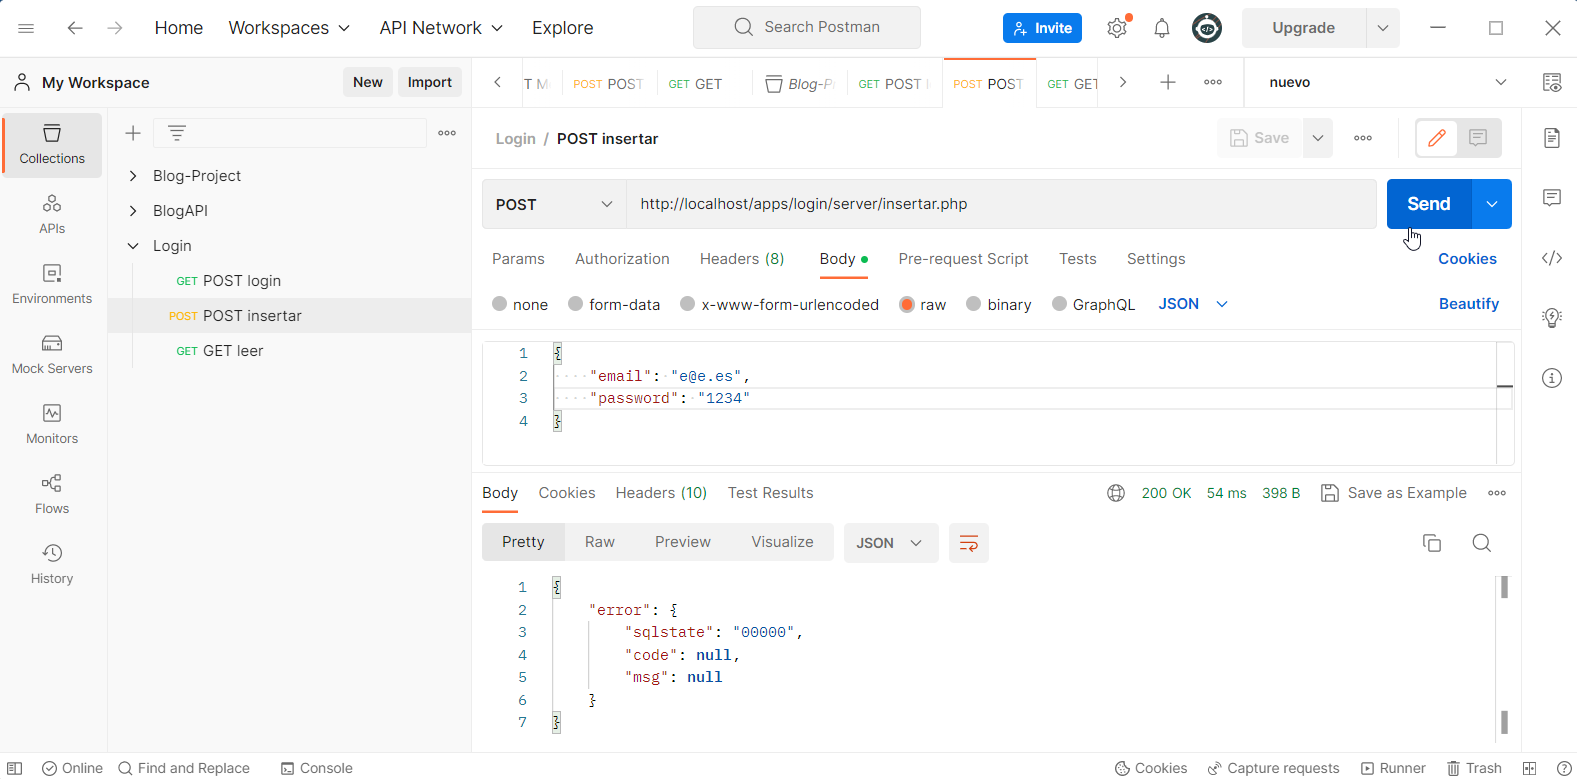 Home Workspaces API Network Explore Search Postman Invite Upgrade
My Workspace New Import T M POST POST GET GET Blog-P GET POST POST POST GET GET nuevo
Collections
APIs
Environments
Mock Servers
Monitors
Flows
History
Blog-Project
BlogAPI
Login
GET POST login
POST POST insertar
GET GET leer
Login / POST insertar Save
POST http://localhost/apps/login/server/insertar.php Send
Params Authorization Headers (8) Body Pre-request Script Tests Settings Cookies
none form-data x-www-form-urlencoded raw binary GraphQL JSON Beautify
1 {
2 "email": "e@e.es",
3 "password": "1234"
4 }
Body Cookies Headers (10) Test Results 200 OK 54 ms 398 B Save as Example
Pretty Raw Preview Visualize JSON
1 {
2 "error": {
3 "sqlstate": "00000",
4 "code": null,
5 "msg": null
6 }
7 }
Online Find and Replace Console Cookies Capture requests Runner Trash